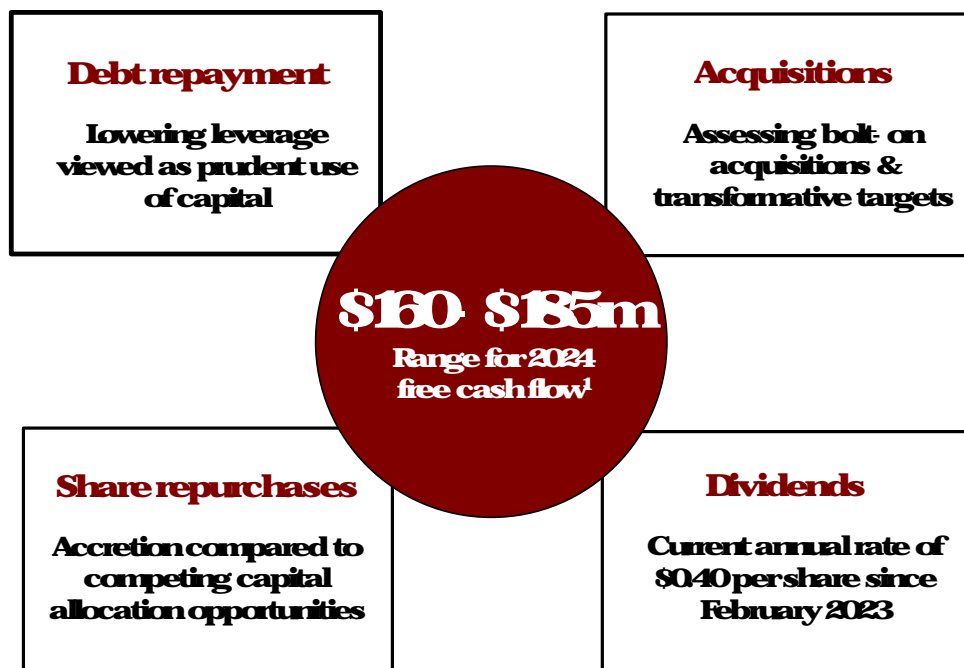 Debt repayment
Lowering leverage
viewed as prudent use
of capital
Acquisitions
Assessing bolt- on
acquisitions &
transformative targets
$160- $185m
Range for 2024
free cash flow¹
Share repurchases
Accretion compared to
competing capital
allocation opportunities
Dividends
Current annual rate of
$0.40 per share since
February 2023